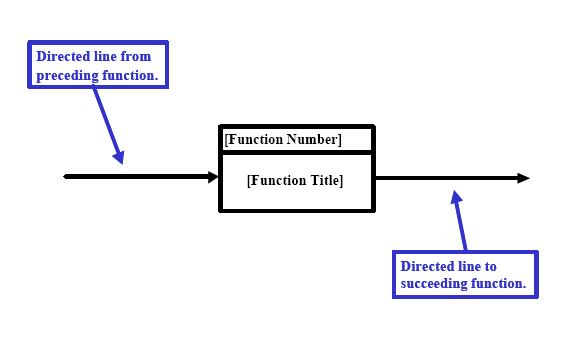 Directed line from
preceding function.
[Function Number]
[Function Title]
Directed line to
succeeding function.